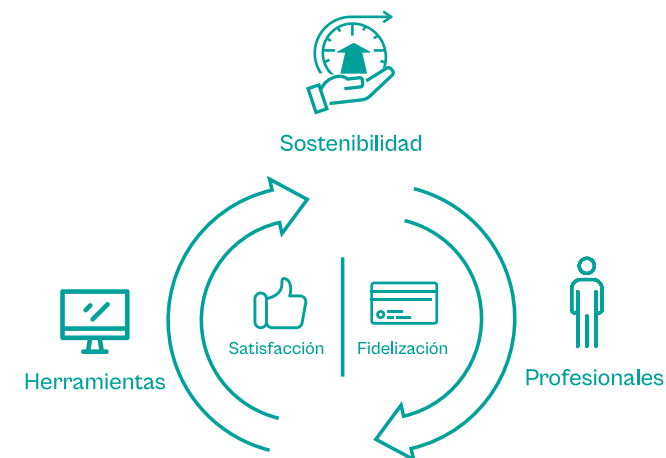 Sostenibilidad
Satisfacción
Fidelización
Herramientas
Profesionales